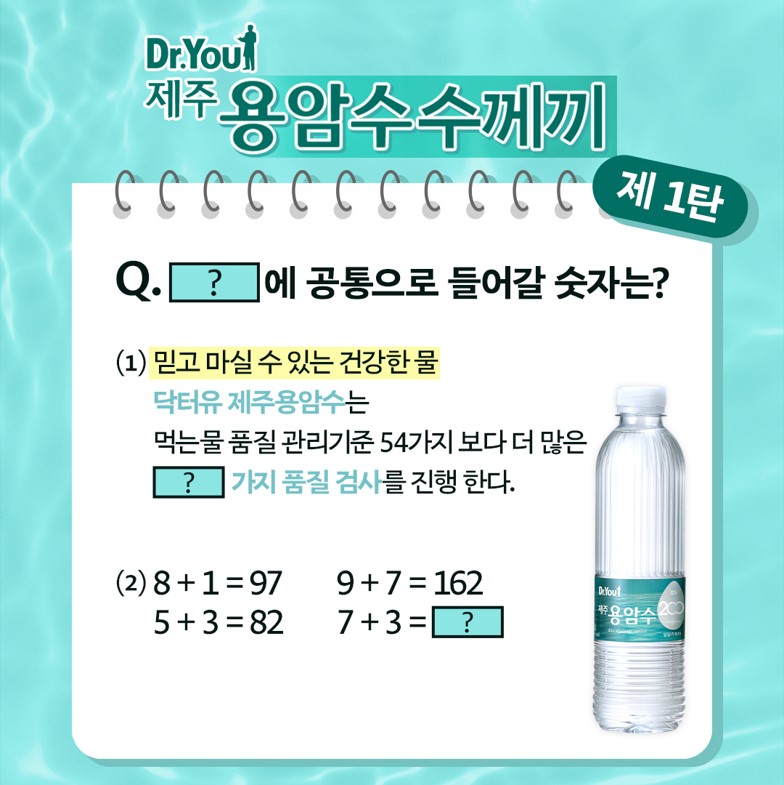 Dr.You
제주 용암수수께끼
제 1탄
Q. ? 에 공통으로 들어갈 숫자는?
(1) 믿고 마실 수 있는 건강한 물
닥터유 제주용암수는
먹는물 품질 관리기준 54가지 보다 더 많은
? 가지 품질 검사를 진행 한다.
(2) 8 + 1 = 97 9 + 7 = 162
5 + 3 = 82 7 + 3 = ?
Dr.You
제주 용암수
200